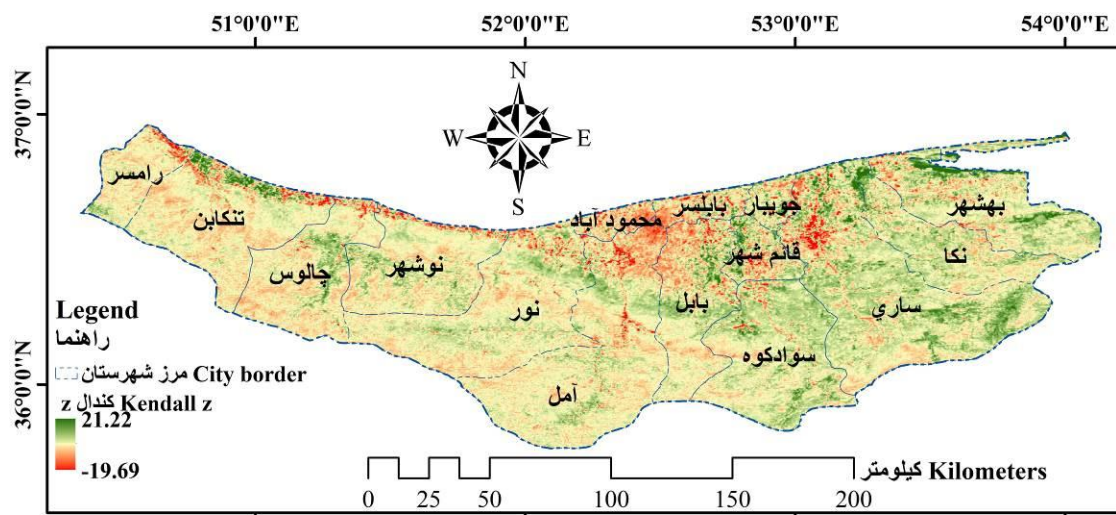 51°0'0"E
52°0'0"E
53°0'0"E
54°0'0"E
37°0'0"N
36°0'0"N
N
W
E
S
رامسر
تنکابن
چالوس
نوشهر
نور
آمل
محمود آباد
بابلسر
بابل
جویبار
قائم شهر
سوادکوه
ساري
نکا
بهشهر
Legend
راهنما
مرز شهرستان City border
کندال z Kendall z
21.22
-19.69
کیلومتر Kilometers
0 25 50 100 150 200